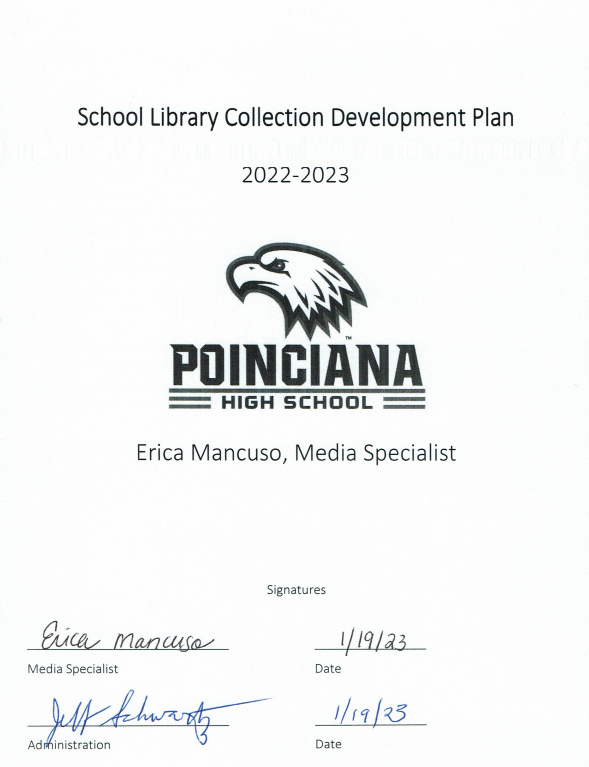 School Library Collection Development Plan
2022-2023
™
POINCIANA
HIGH SCHOOL
Erica Mancuso, Media Specialist
Signatures
Erica Mancuso 1/19/23
Media Specialist Date
Jeff Schwartz 1/19/23
Administration Date